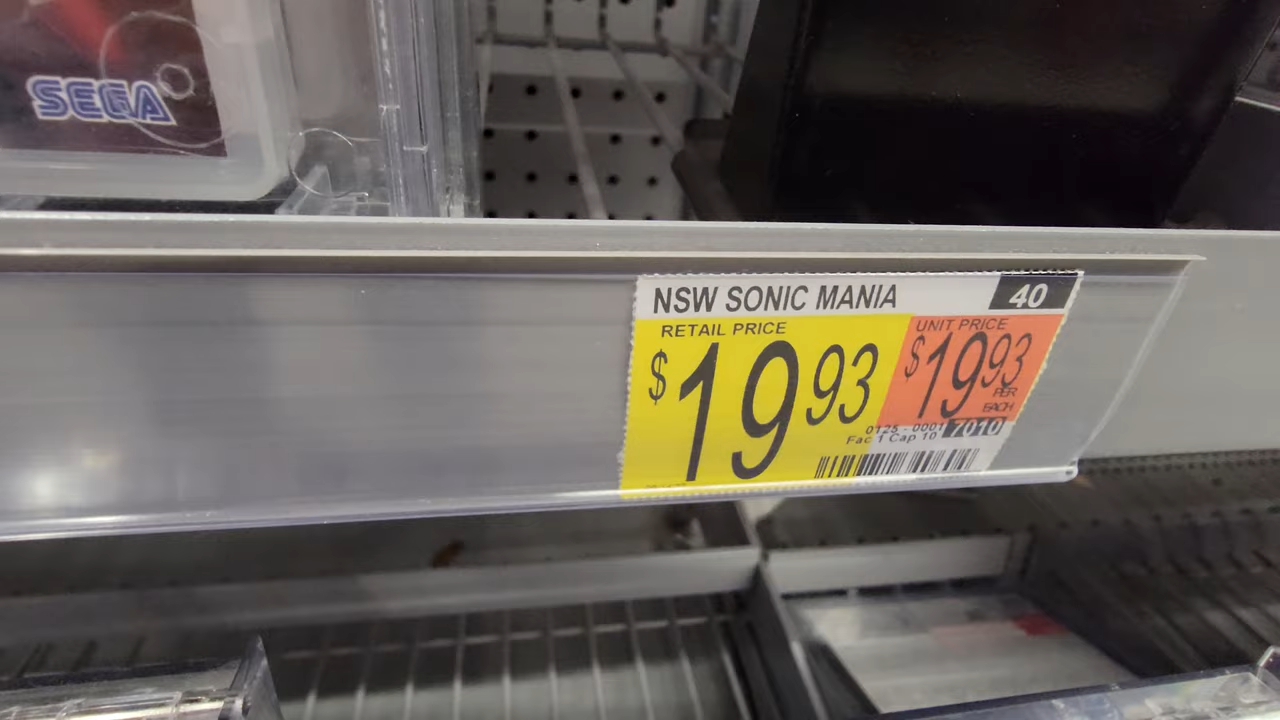 SEGA
NSW SONIC MANIA 40
RETAIL PRICE
UNIT PRICE
$19.93
$19.93
PER
EACH
0125 - 0001 7010
Fac 1 Cap 10